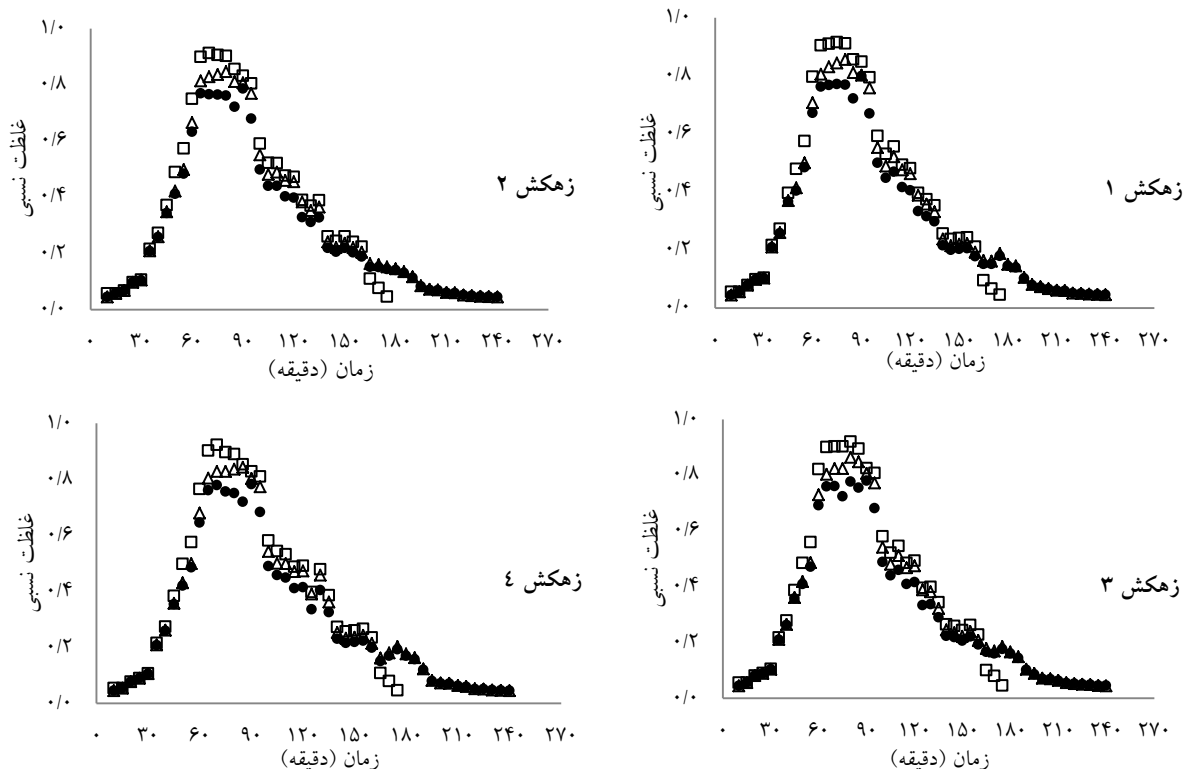 ۱/۰
۰/۸
۰/۶
۰/۴
۰/۲
۰/۰
غلظت نسبی
زهکش ۱
۰ ۳۰ ۶۰ ۹۰ ۱۲۰ ۱۵۰ ۱۸۰ ۲۱۰ ۲۴۰ ۲۷۰
زمان (دقیقه)
۱/۰
۰/۸
۰/۶
۰/۴
۰/۲
۰/۰
غلظت نسبی
زهکش ۲
۰ ۳۰ ۶۰ ۹۰ ۱۲۰ ۱۵۰ ۱۸۰ ۲۱۰ ۲۴۰ ۲۷۰
زمان (دقیقه)
۱/۰
۰/۸
۰/۶
۰/۴
۰/۲
۰/۰
غلظت نسبی
زهکش ۳
۰ ۳۰ ۶۰ ۹۰ ۱۲۰ ۱۵۰ ۱۸۰ ۲۱۰ ۲۴۰ ۲۷۰
زمان (دقیقه)
۱/۰
۰/۸
۰/۶
۰/۴
۰/۲
۰/۰
غلظت نسبی
زهکش ٤
۰ ۳۰ ۶۰ ۹۰ ۱۲۰ ۱۵۰ ۱۸۰ ۲۱۰ ۲۴۰ ۲۷۰
زمان (دقیقه)